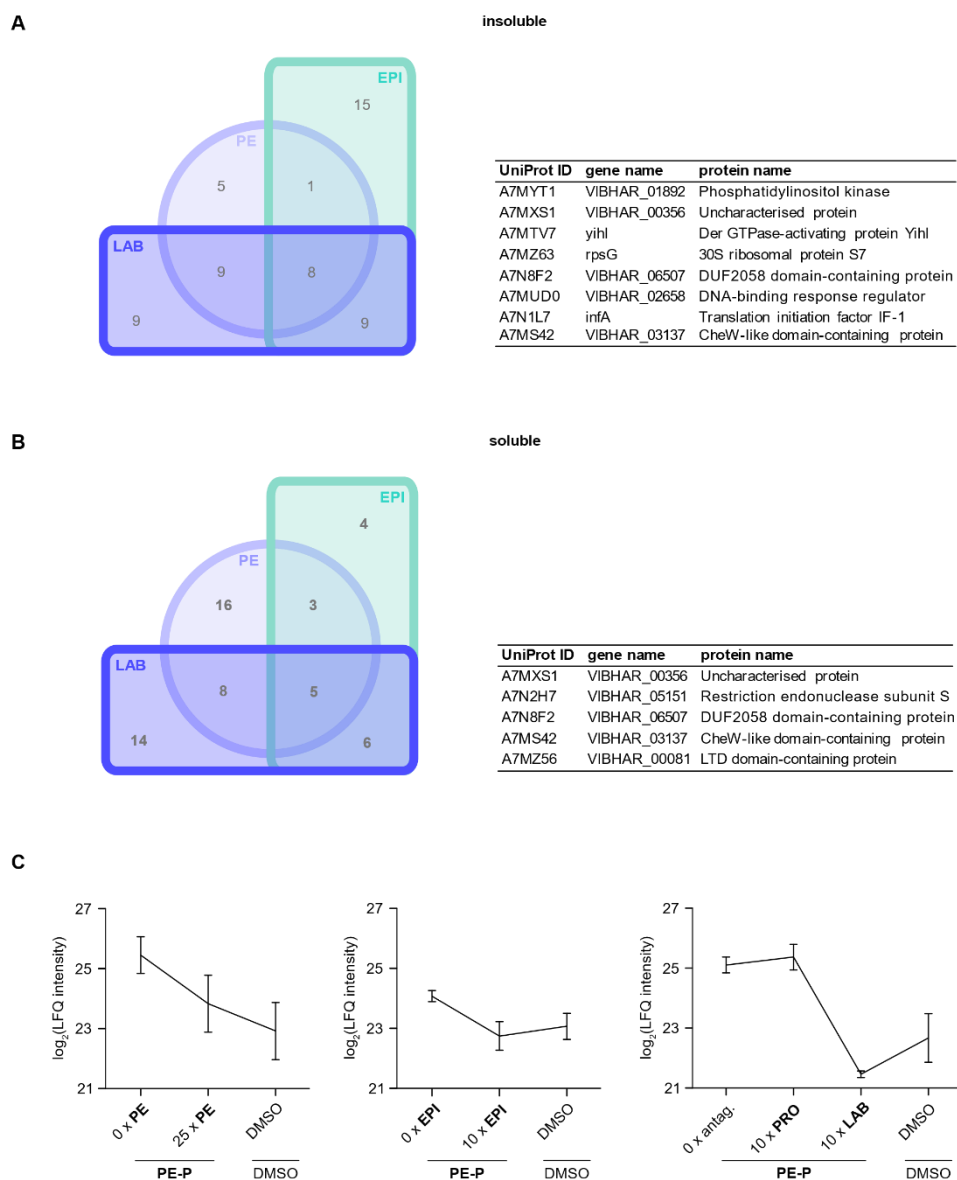 A
insoluble
EPI
15
PE
5
1
LAB
9
8
9
9
UniProt ID gene name protein name
A7MYT1 VIBHAR_01892 Phosphatidylinositol kinase
A7MXS1 VIBHAR_00356 Uncharacterised protein
A7MTV7 yihI Der GTPase-activating protein YihI
A7MZ63 rpsG 30S ribosomal protein S7
A7N8F2 VIBHAR_06507 DUF2058 domain-containing protein
A7MUD0 VIBHAR_02658 DNA-binding response regulator
A7N1L7 infA Translation initiation factor IF-1
A7MS42 VIBHAR_03137 CheW-like domain-containing protein
B
soluble
EPI
4
PE
16
3
LAB
8
5
14
6
UniProt ID gene name protein name
A7MXS1 VIBHAR_00356 Uncharacterised protein
A7N2H7 VIBHAR_05151 Restriction endonuclease subunit S
A7N8F2 VIBHAR_06507 DUF2058 domain-containing protein
A7MS42 VIBHAR_03137 CheW-like domain-containing protein
A7MZ56 VIBHAR_00081 LTD domain-containing protein
C
log2(LFQ intensity)
27
25
23
21
0 x PE
25 x PE
DMSO
PE-P
DMSO
log2(LFQ intensity)
27
25
23
21
0 x EPI
10 x EPI
DMSO
PE-P
DMSO
log2(LFQ intensity)
27
25
23
21
0 x antag.
10 x PRO
10 x LAB
DMSO
PE-P
DMSO